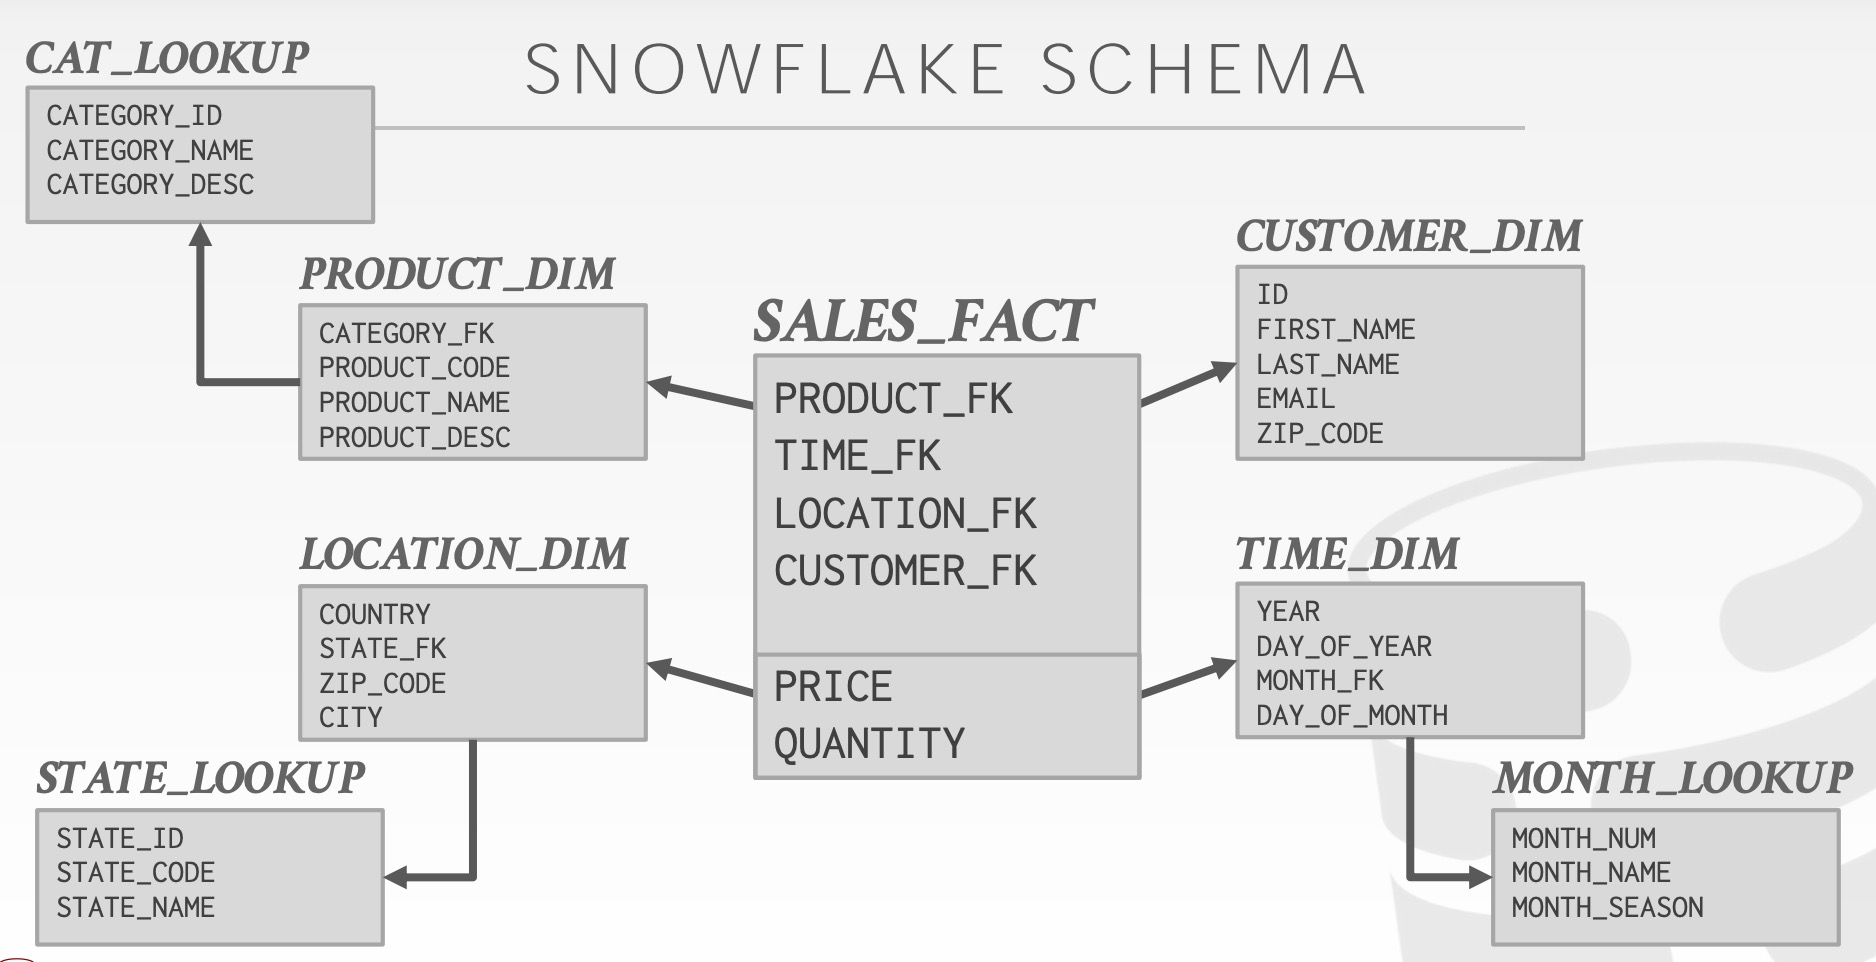 SNOWFLAKE SCHEMA
CAT_LOOKUP
CATEGORY_ID
CATEGORY_NAME
CATEGORY_DESC
PRODUCT_DIM
CATEGORY_FK
PRODUCT_CODE
PRODUCT_NAME
PRODUCT_DESC
LOCATION_DIM
COUNTRY
STATE_FK
ZIP_CODE
CITY
STATE_LOOKUP
STATE_ID
STATE_CODE
STATE_NAME
SALES_FACT
PRODUCT_FK
TIME_FK
LOCATION_FK
CUSTOMER_FK
PRICE
QUANTITY
CUSTOMER_DIM
ID
FIRST_NAME
LAST_NAME
EMAIL
ZIP_CODE
TIME_DIM
YEAR
DAY_OF_YEAR
MONTH_FK
DAY_OF_MONTH
MONTH_LOOKUP
MONTH_NUM
MONTH_NAME
MONTH_SEASON